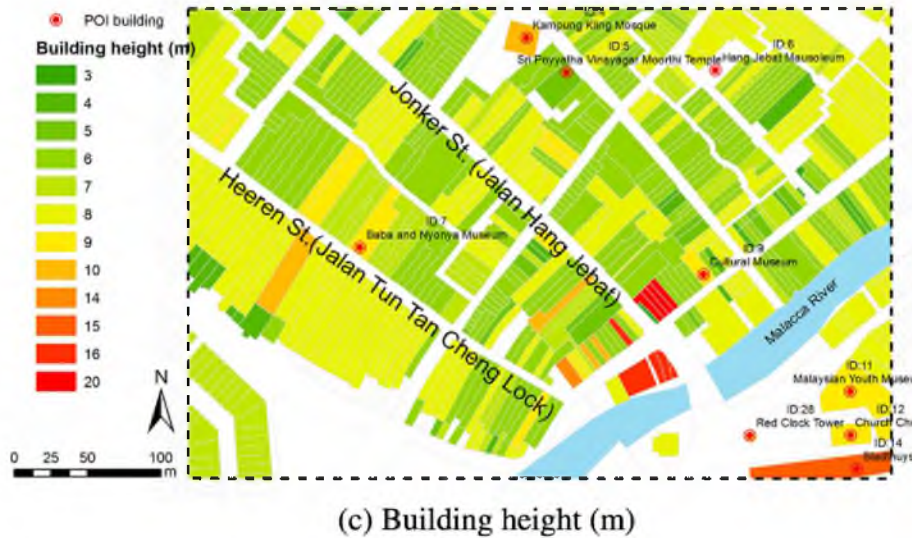 POI building
Building height (m)
3
4
5
6
7
8
9
10
14
15
16
20
N
0 25 50 100
m
Kampung Kling Mosque
ID:5
Sri Poyyatha Vinayagar Moorthi Temple
ID:6
Hang Jebat Mausoleum
Jonker St. (Jalan Hang Jebat)
Heeren St.(Jalan Tun Tan Cheng Lock)
ID:7
Baba and Nyonya Museum
ID:3
Cultural Museum
Malacca River
ID:11
Malaysian Youth Muse
ID:28
Red Clock Tower
ID:12
Church Ch
ID:14
(c) Building height (m)